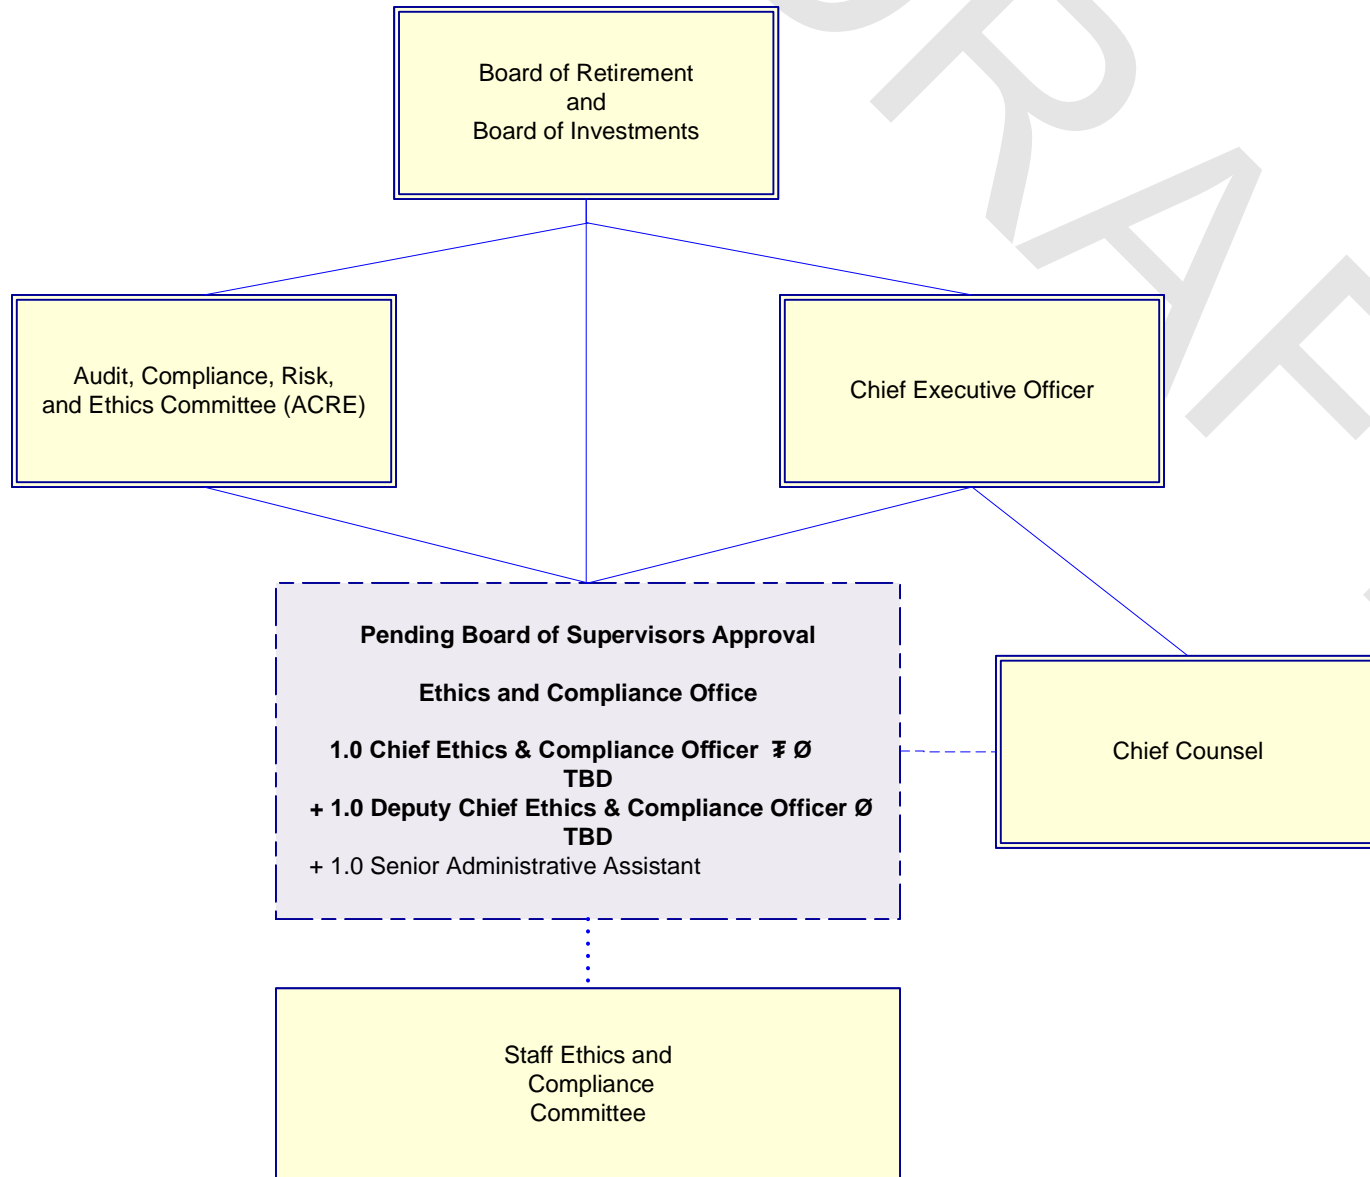 DRAFT
Board of Retirement
and
Board of Investments
Audit, Compliance, Risk,
and Ethics Committee (ACRE)
Chief Executive Officer
Pending Board of Supervisors Approval
Ethics and Compliance Office
1.0 Chief Ethics & Compliance Officer ₮ Ø
TBD
+ 1.0 Deputy Chief Ethics & Compliance Officer Ø
TBD
+ 1.0 Senior Administrative Assistant
Chief Counsel
Staff Ethics and
Compliance
Committee